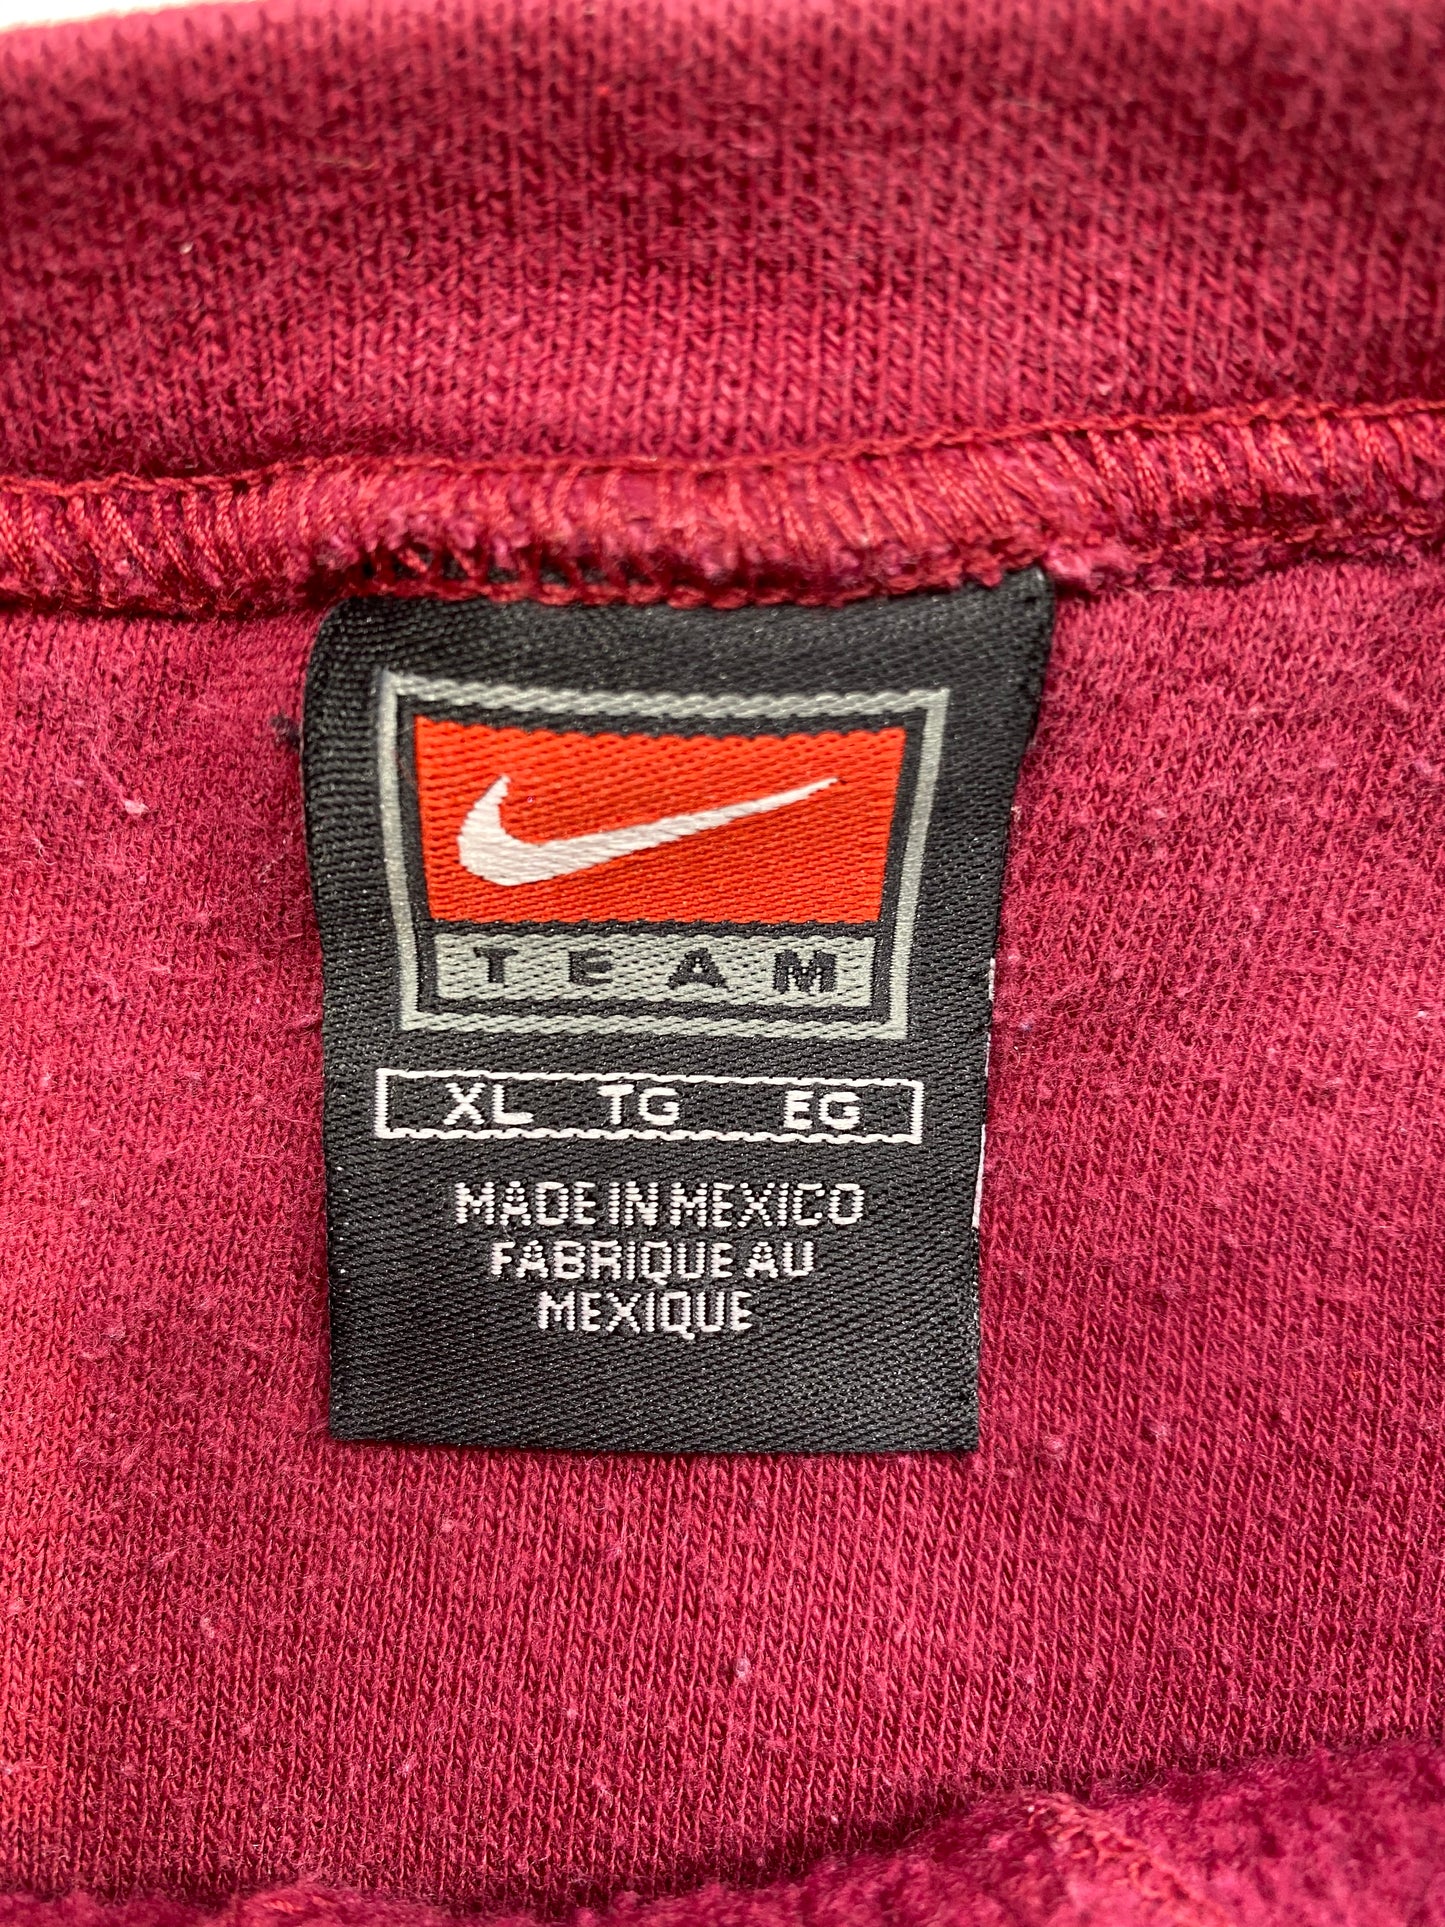 TEAM
XL TG EG
MADE IN MEXICO
FABRIQUE AU
MEXIQUE